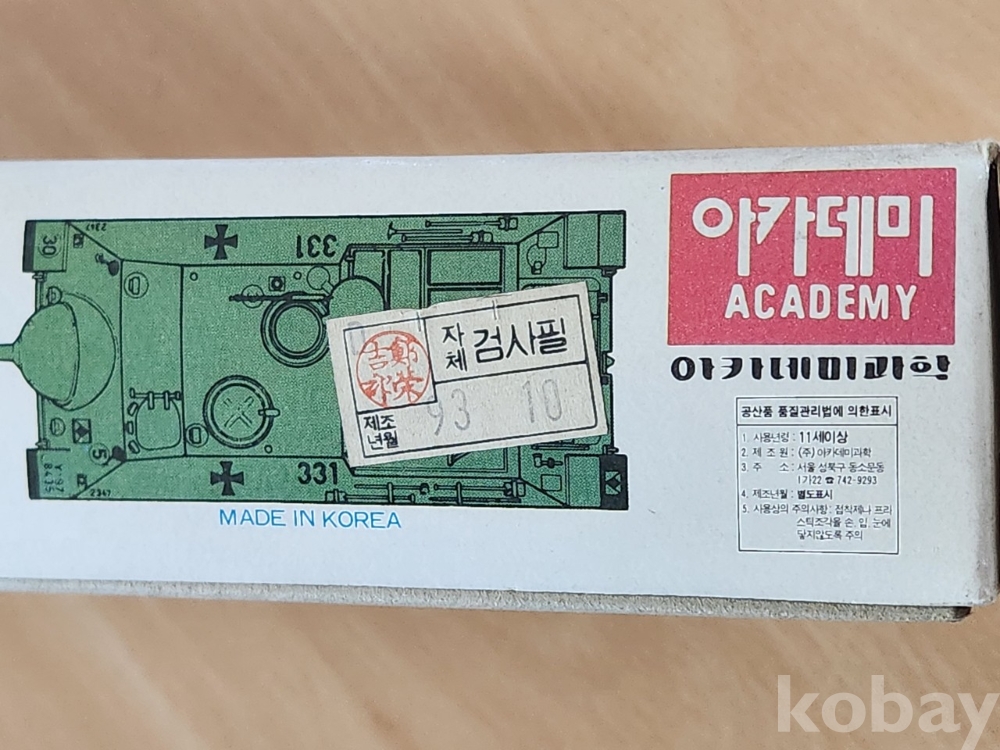 아카데미
ACADEMY
아카데미과학
공산품 품질관리법에 의한표시
1. 사용년령 : 11세이상
2. 제 조 원 : (주) 아카데미과학
3. 주 소 : 서울 성북구 동소문동
1가22 ☎ 742-9293
4. 제조년월 : 별도표시
5. 사용상의 주의사항 : 접착제나 프라
스틱조각을 손, 입, 눈에
닿지않도록 주의
자체 검사필
제조년월 93 10
30
2347
331
331
5
Y-97
8435
2347
MADE IN KOREA
kobay